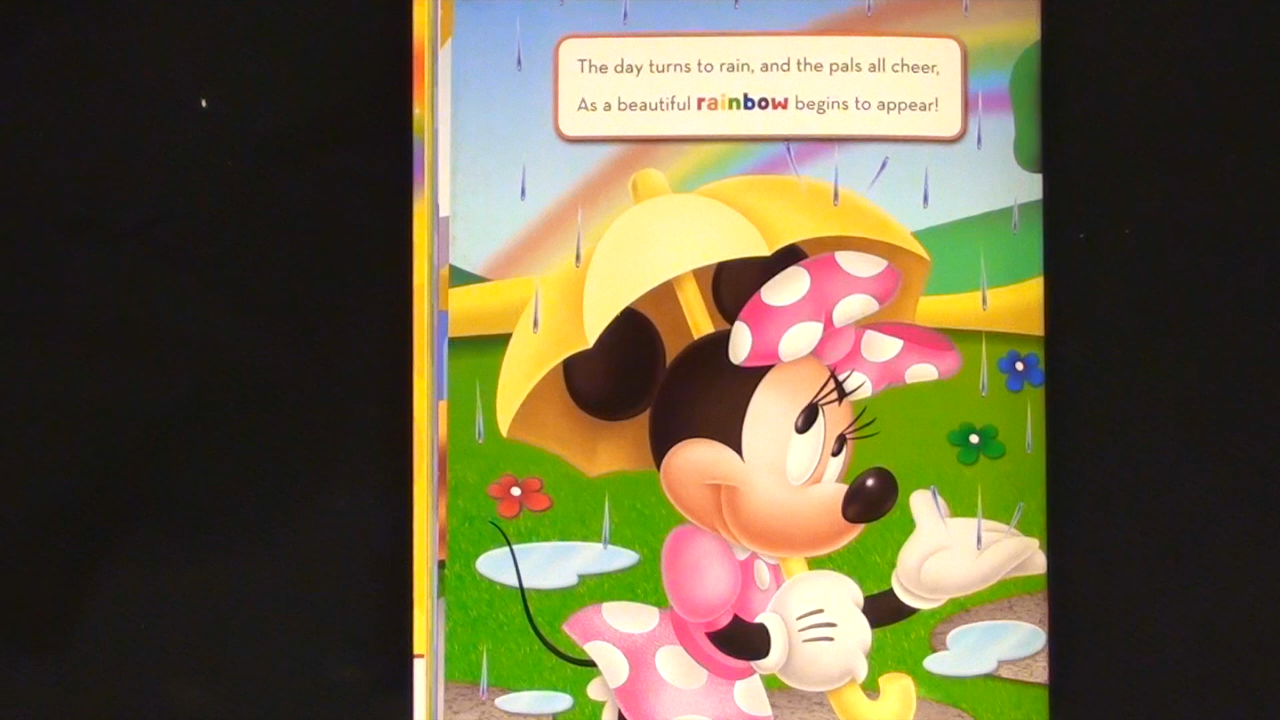 The day turns to rain, and the pals all cheer,
As a beautiful rainbow begins to appear!